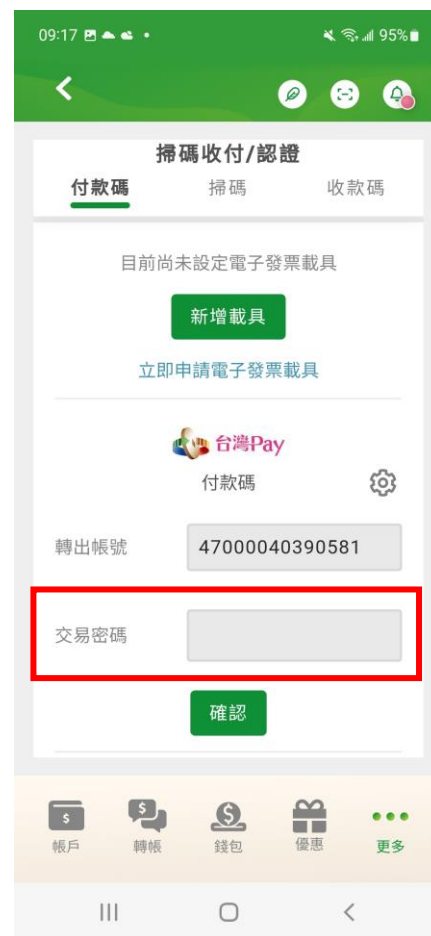 09:17 95%
掃碼收付/認證
付款碼 掃碼 收款碼
目前尚未設定電子發票載具
新增載具
立即申請電子發票載具
台灣Pay
付款碼
轉出帳號 47000040390581
交易密碼
確認
帳戶 轉帳 錢包 優惠 更多